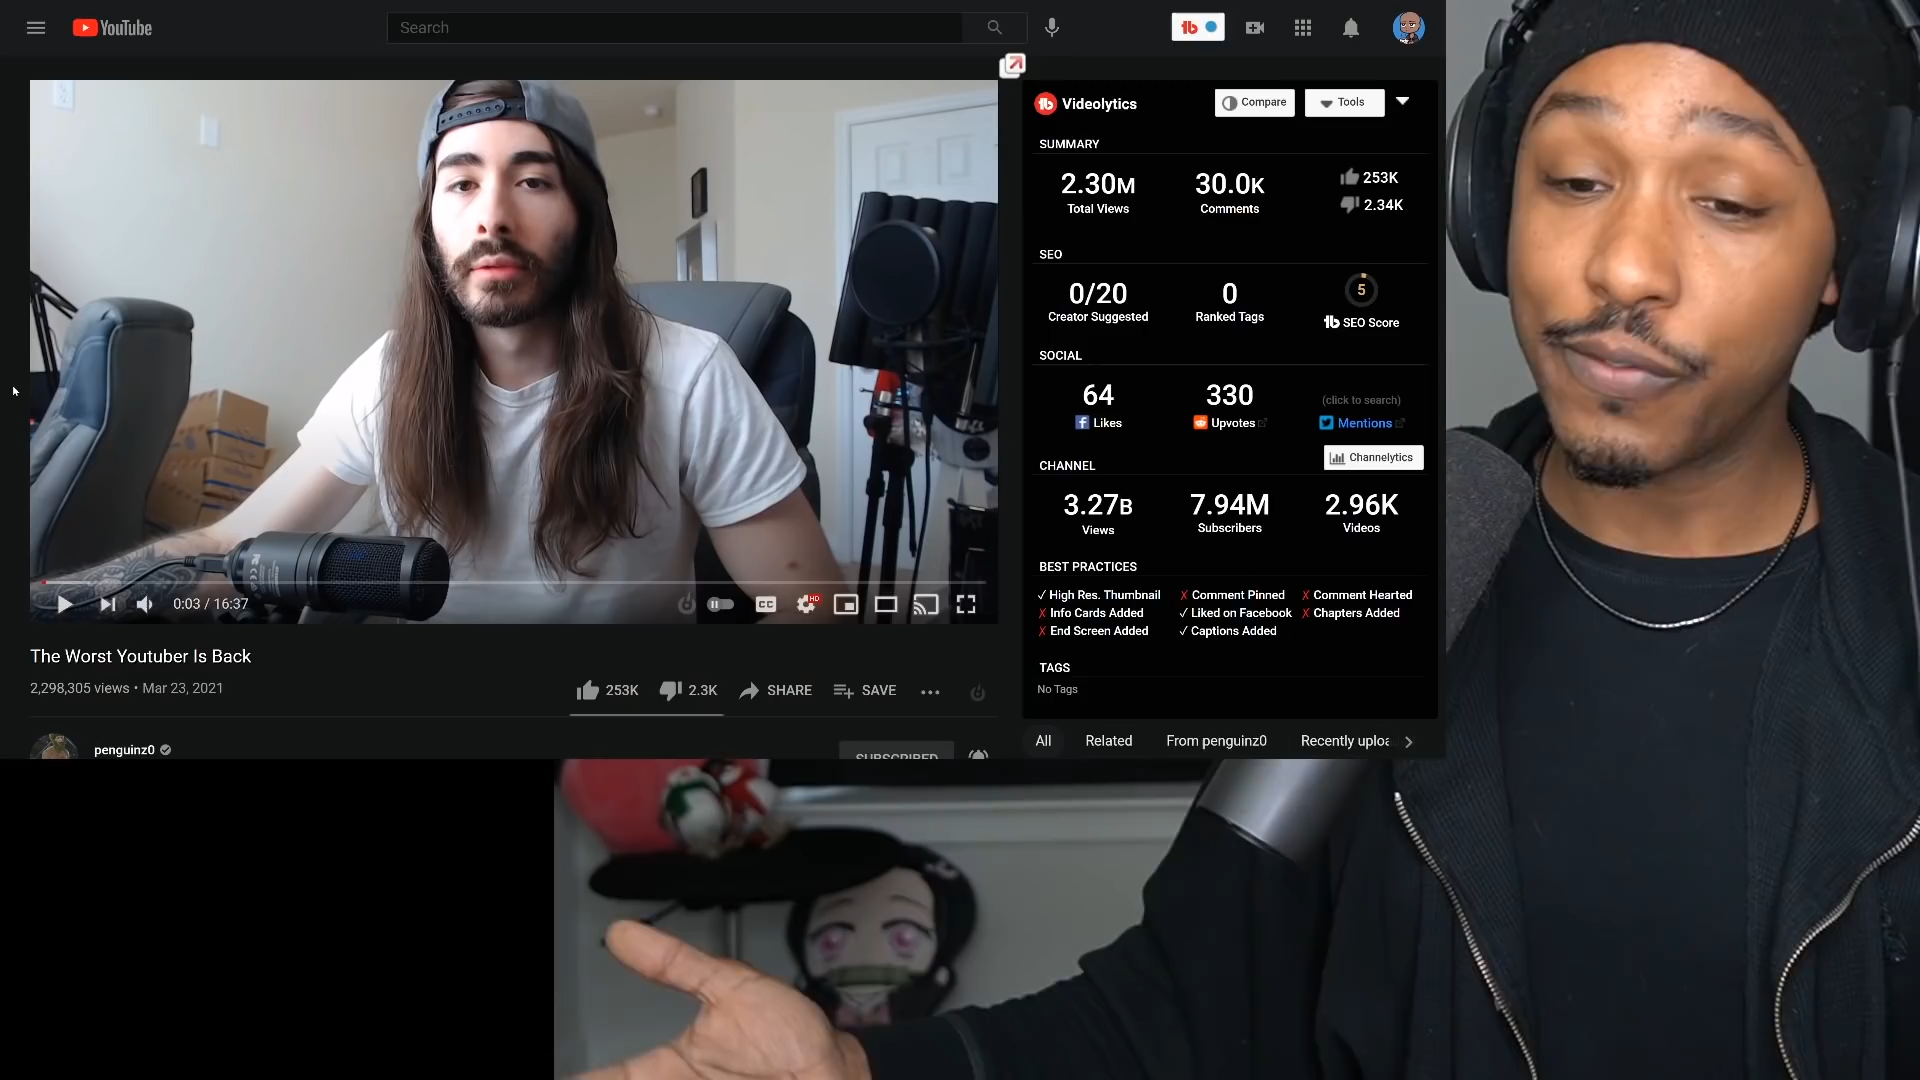 YouTube
Search
Videolytics
Compare
Tools
SUMMARY
2.30M
Total Views
30.0K
Comments
253K
2.34K
SEO
0/20
Creator Suggested
0
Ranked Tags
5
SEO Score
SOCIAL
64
Likes
330
Upvotes
(click to search)
Mentions
CHANNEL
Channelytics
3.27B
Views
7.94M
Subscribers
2.96K
Videos
BEST PRACTICES
✓ High Res. Thumbnail ✗ Comment Pinned ✗ Comment Hearted
✗ Info Cards Added ✓ Liked on Facebook ✗ Chapters Added
✗ End Screen Added ✓ Captions Added
TAGS
No Tags
All Related From penguinz0
0:03 / 16:37
CC
HD
The Worst Youtuber Is Back
2,298,305 views • Mar 23, 2021
253K 2.3K SHARE SAVE
penguinz0
SUBSCRIBED